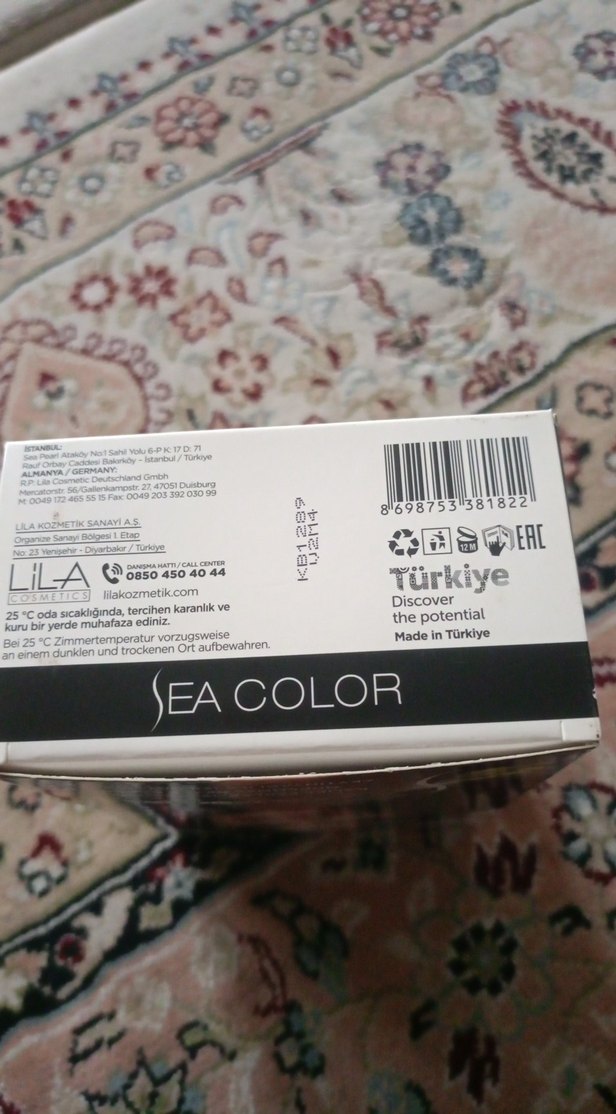 İSTANBUL:
Sea Pearl Ataköy No:1 Sahil Yolu 6-P K: 17 D: 71
Rauf Orbay Caddesi Bakırköy - İstanbul / Türkiye
ALMANYA / GERMANY:
R.P. Lila Cosmetic Deutschland Gmbh
Mercatorstr. 56/Gallenkampstr. 27, 47051 Duisburg
M: 0049 172 465 55 15 Fax: 0049 203 392 030 99
LİLA KOZMETİK SANAYİ A.Ş.
Organize Sanayi Bölgesi 1. Etap
No: 23 Yenişehir - Diyarbakır / Türkiye
LiLA
COSMETICS
DANIŞMA HATTI / CALL CENTER
0850 450 40 44
lilakozmetik.com
25 °C oda sıcaklığında, tercihen karanlık ve
kuru bir yerde muhafaza ediniz.
Bei 25 °C Zimmertemperatur vorzugsweise
an einem dunklen und trockenen Ort aufbewahren.
KB1289
U2M4
8 698753 381822
12 M
EAC
Türkiye
Discover
the potential
Made in Türkiye
SEA COLOR